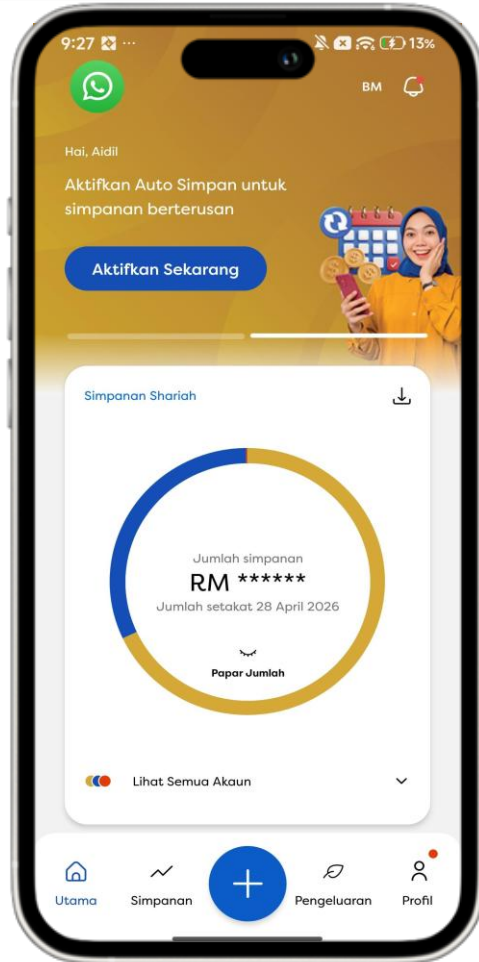 9:27 ... 13%
BM
Hai, Aidil
Aktifkan Auto Simpan untuk
simpanan berterusan
Aktifkan Sekarang
Simpanan Shariah
Jumlah simpanan
RM ******
Jumlah setakat 28 April 2026
Papar Jumlah
Lihat Semua Akaun
Utama Simpanan Pengeluaran Profil